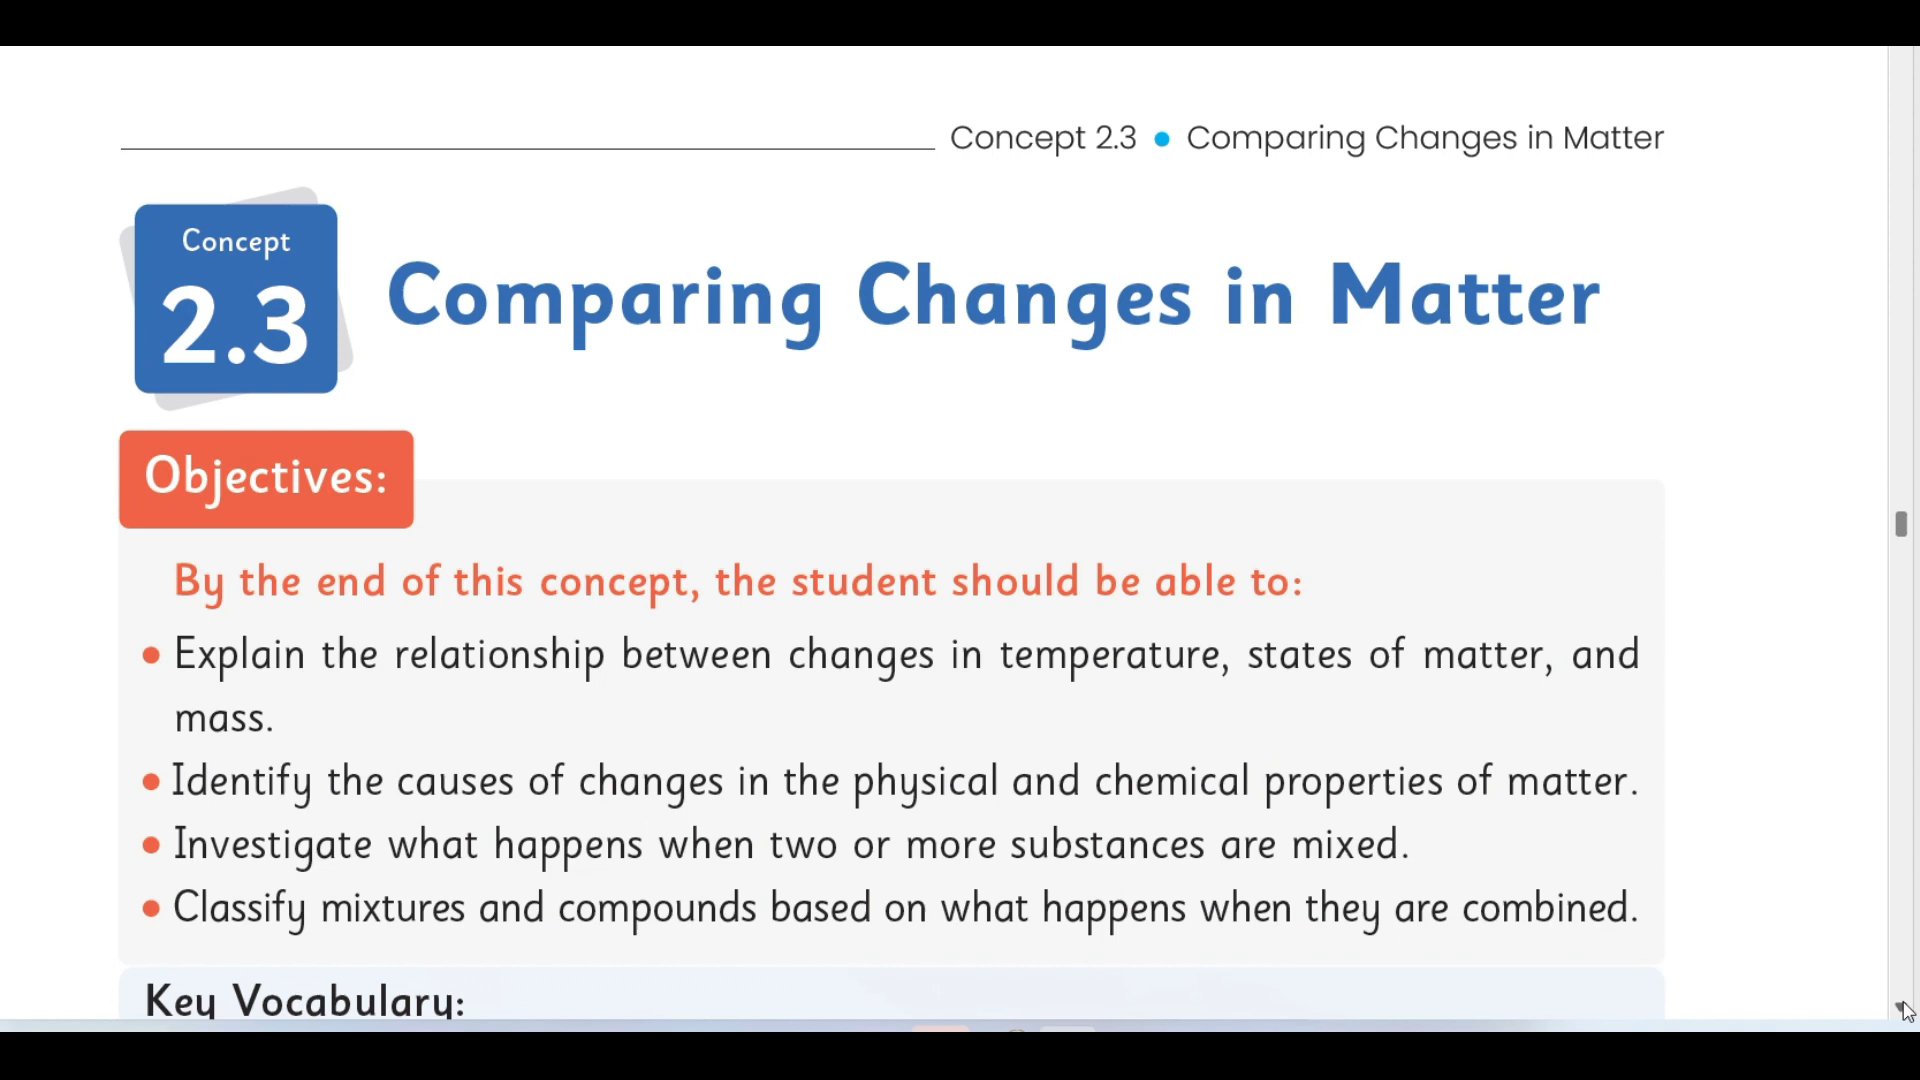 Concept 2.3 • Comparing Changes in Matter
Concept
2.3
Comparing Changes in Matter
Objectives:
By the end of this concept, the student should be able to:
• Explain the relationship between changes in temperature, states of matter, and
mass.
• Identify the causes of changes in the physical and chemical properties of matter.
• Investigate what happens when two or more substances are mixed.
• Classify mixtures and compounds based on what happens when they are combined.
Key Vocabulary: